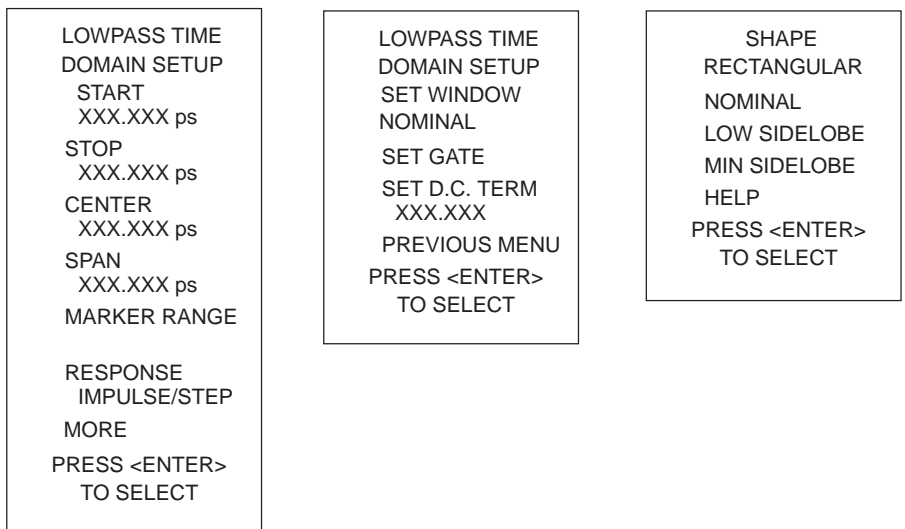 LOWPASS TIME
DOMAIN SETUP
START
XXX.XXX ps
STOP
XXX.XXX ps
CENTER
XXX.XXX ps
SPAN
XXX.XXX ps
MARKER RANGE
RESPONSE
IMPULSE/STEP
MORE
PRESS <ENTER>
TO SELECT
LOWPASS TIME
DOMAIN SETUP
SET WINDOW
NOMINAL
SET GATE
SET D.C. TERM
XXX.XXX
PREVIOUS MENU
PRESS <ENTER>
TO SELECT
SHAPE
RECTANGULAR
NOMINAL
LOW SIDELOBE
MIN SIDELOBE
HELP
PRESS <ENTER>
TO SELECT